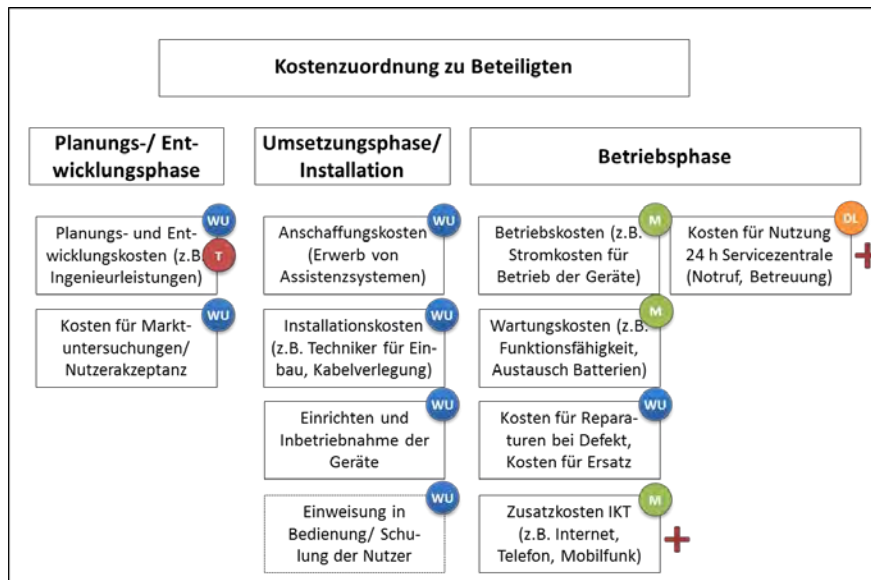 Kostenzuordnung zu Beteiligten
Planungs-/ Ent-
wicklungsphase
WU
Planungs- und Ent-
wicklungskosten (z.B.
Ingenieurleistungen)
T
WU
Kosten für Markt-
untersuchungen/
Nutzerakzeptanz
Umsetzungsphase/
Installation
WU
Anschaffungskosten
(Erwerb von
Assistenzsystemen)
WU
Installationskosten
(z.B. Techniker für Ein-
bau, Kabelverlegung)
WU
Einrichten und
Inbetriebnahme der
Geräte
WU
Einweisung in
Bedienung/ Schu-
lung der Nutzer
Betriebsphase
M
Betriebskosten (z.B.
Stromkosten für
Betrieb der Geräte)
M
Wartungskosten (z.B.
Funktionsfähigkeit,
Austausch Batterien)
WU
Kosten für Repara-
turen bei Defekt,
Kosten für Ersatz
M
Zusatzkosten IKT
(z.B. Internet,
Telefon, Mobilfunk)
+
DL
Kosten für Nutzung
24 h Servicezentrale
(Notruf, Betreuung)
+